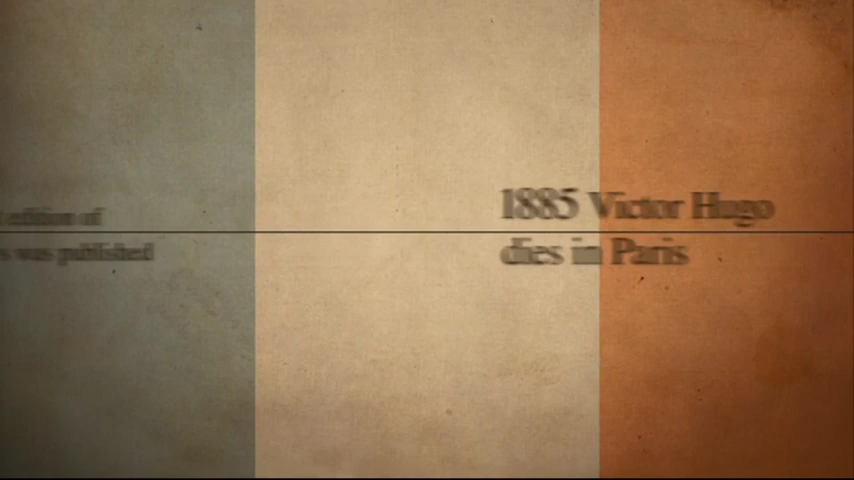 edition of
was published
1885 Victor Hugo
dies in Paris